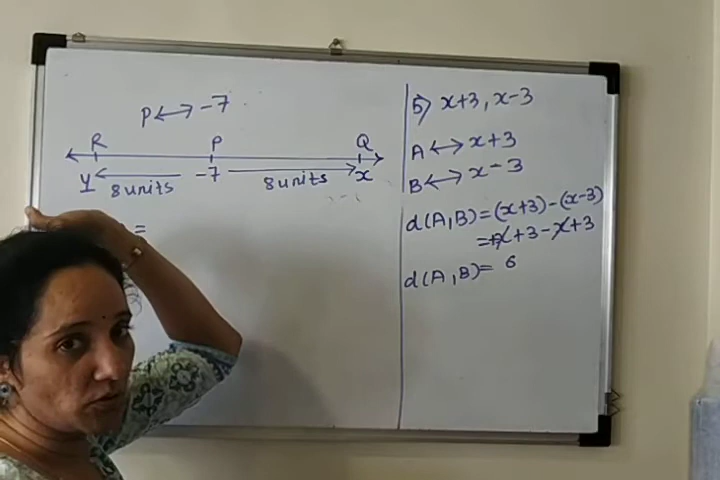 P ↔ -7
R P Q
y 8 units -7 8 units x
=
5) x+3, x-3
A ↔ x+3
B ↔ x-3
d(A,B) = (x+3) - (x-3)
= x+3 - x+3
d(A,B) = 6